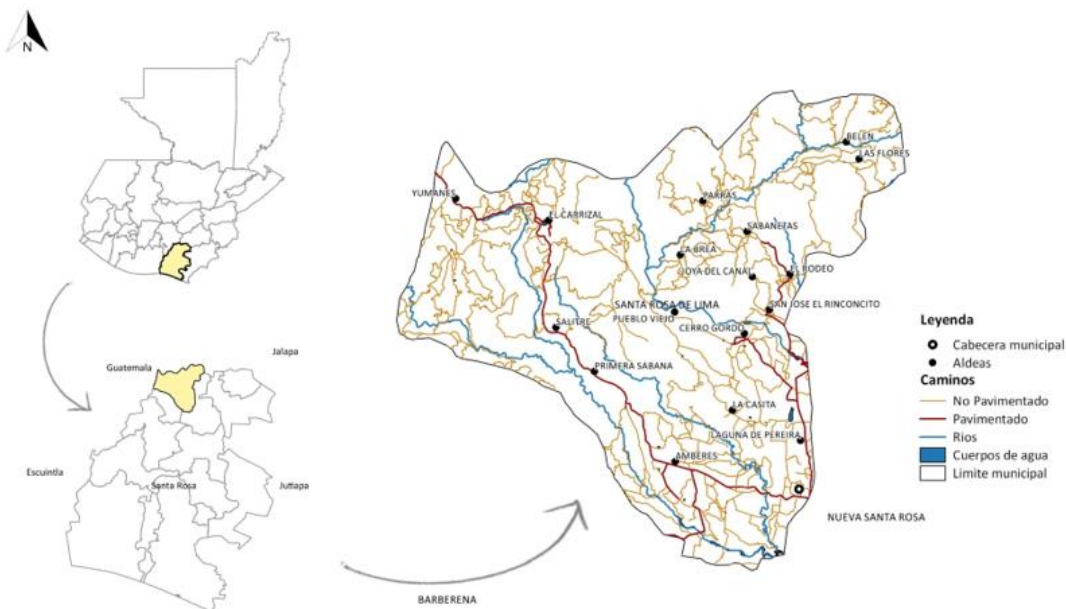 N
Jalapa
Guatemala
Escuintla
Santa Rosa
Jutiapa
BELEN
LAS FLORES
YUMANES
PARRAS
EL CARRIZAL
SABANETAS
LA BREA
JOYA DEL CANAL
EL RODEO
SANTA ROSA DE LIMA
SAN JOSE EL RINCONCITO
PUEBLO VIEJO
SALITRE
CERRO GORDO
PRIMERA SABANA
LA CASITA
LAGUNA DE PEREIRA
AMBERES
NUEVA SANTA ROSA
BARBERENA
Leyenda
Cabecera municipal
Aldeas
Caminos
No Pavimentado
Pavimentado
Rios
Cuerpos de agua
Limite municipal